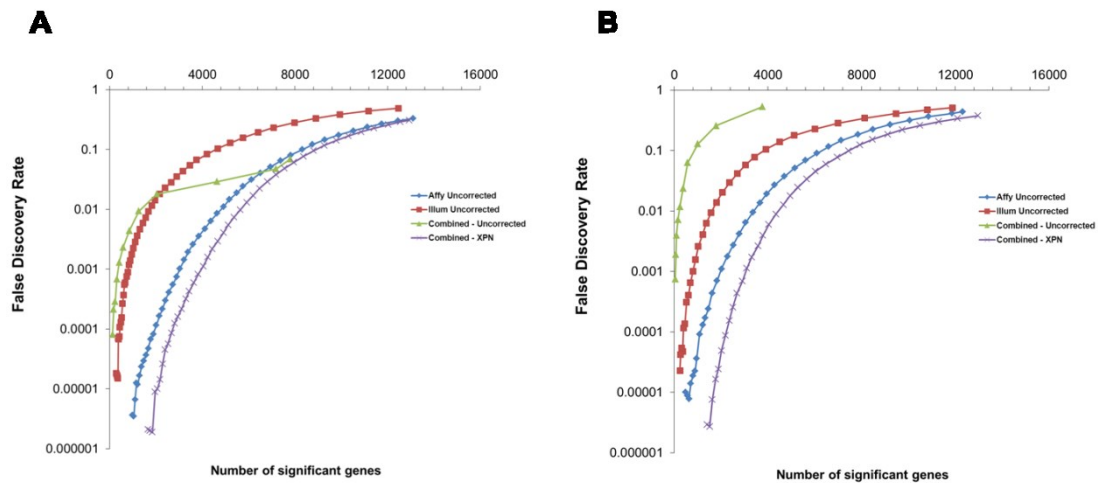 A
0 4000 8000 12000 16000
1
0.1
0.01
0.001
0.0001
0.00001
0.000001
False Discovery Rate
Number of significant genes
Affy Uncorrected
Illum Uncorrected
Combined - Uncorrected
Combined - XPN
B
0 4000 8000 12000 16000
1
0.1
0.01
0.001
0.0001
0.00001
0.000001
False Discovery Rate
Number of significant genes
Affy Uncorrected
Illum Uncorrected
Combined - Uncorrected
Combined - XPN